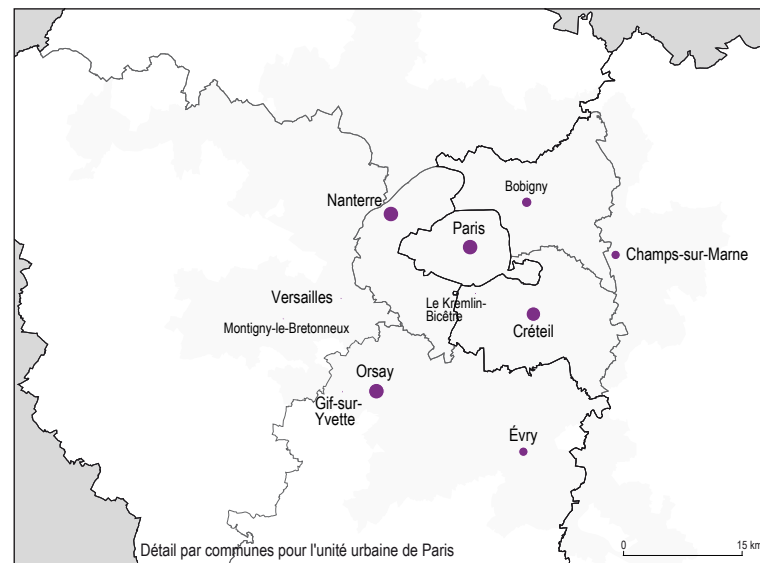 Bobigny
Nanterre
Paris
Champs-sur-Marne
Versailles
Le Kremlin-
Bicêtre
Montigny-le-Bretonneux
Créteil
Orsay
Gif-sur-
Yvette
Évry
Détail par communes pour l'unité urbaine de Paris
0 15 km